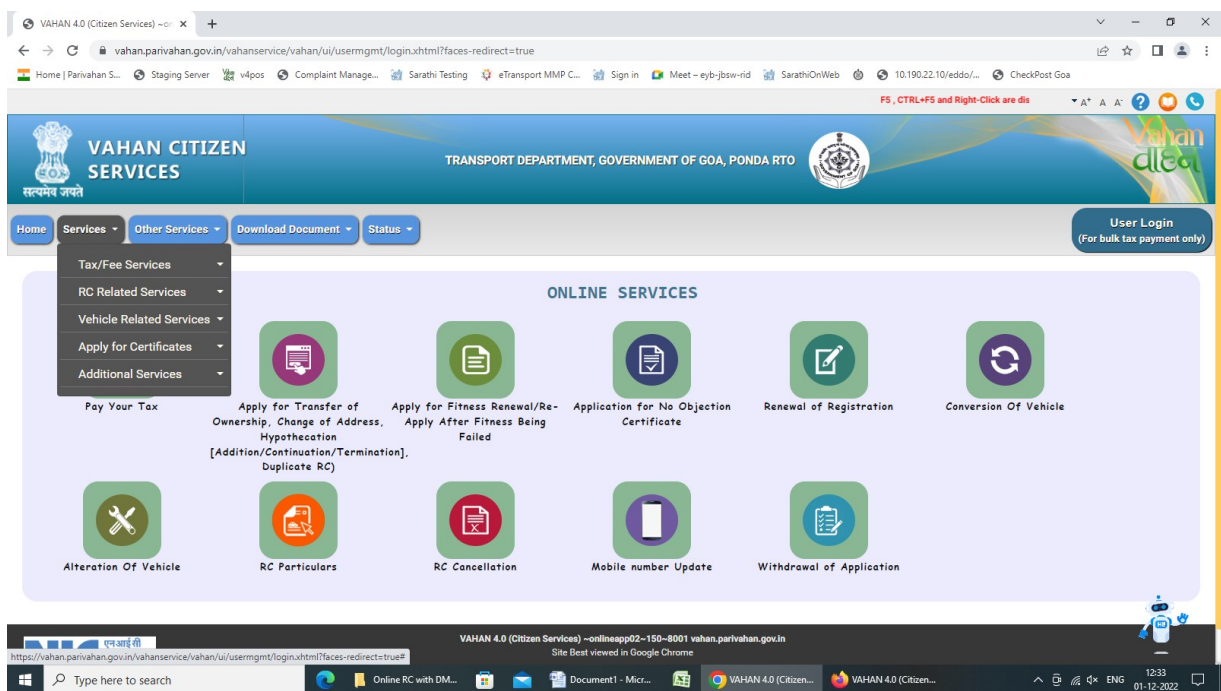 VAHAN 4.0 (Citizen Services) ~or
vahan.parivahan.gov.in/vahanservice/vahan/ui/usermgmt/login.xhtml?faces-redirect=true
Home | Parivahan S... Staging Server v4pos Complaint Manage... Sarathi Testing eTransport MMP C... Sign in Meet – eyb-jbsw-rid SarathiOnWeb 10.190.22.10/eddo/... CheckPost Goa
F5 , CTRL+F5 and Right-Click are dis A+ A A-
VAHAN CITIZEN
SERVICES
सत्यमेव जयते
TRANSPORT DEPARTMENT, GOVERNMENT OF GOA, PONDA RTO
Vahan
वाहन
Home Services Other Services Download Document Status
User Login
(For bulk tax payment only)
Tax/Fee Services
RC Related Services
Vehicle Related Services
Apply for Certificates
Additional Services
ONLINE SERVICES
Pay Your Tax
Apply for Transfer of
Ownership, Change of Address,
Hypothecation
[Addition/Continuation/Termination],
Duplicate RC)
Apply for Fitness Renewal/Re-
Apply After Fitness Being
Failed
Application for No Objection
Certificate
Renewal of Registration
Conversion Of Vehicle
Alteration Of Vehicle
RC Particulars
RC Cancellation
Mobile number Update
Withdrawal of Application
एन आई सी
VAHAN 4.0 (Citizen Services) ~onlineapp02~150~8001 vahan.parivahan.gov.in
Site Best viewed in Google Chrome
https://vahan.parivahan.gov.in/vahanservice/vahan/ui/usermgmt/login.xhtml?faces-redirect=true#
Type here to search
Online RC with DM...
Document1 - Micr...
VAHAN 4.0 (Citizen...
VAHAN 4.0 (Citizen...
ENG
12:33
01-12-2022